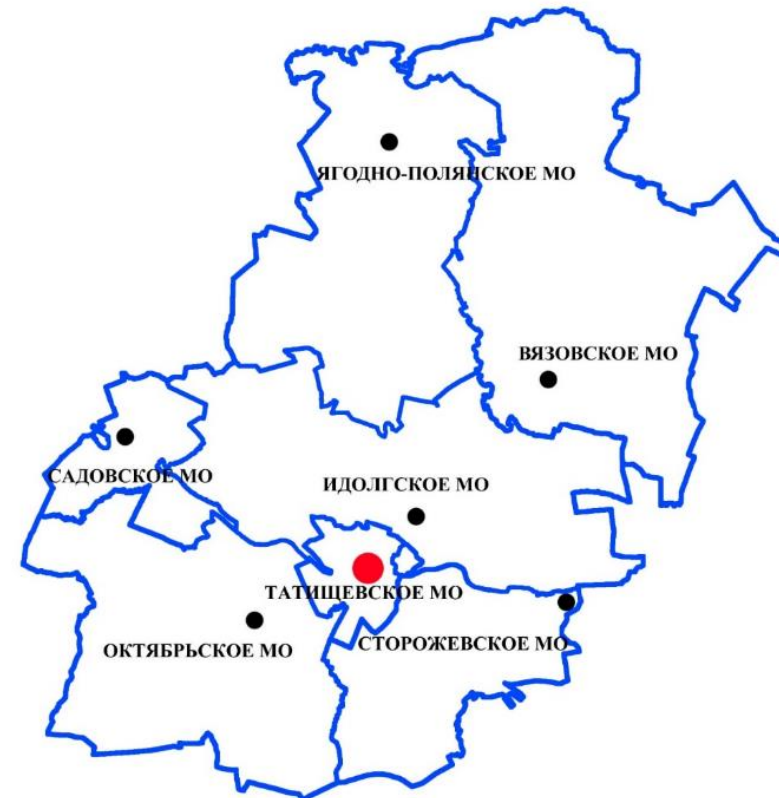 ЯГОДНО-ПОЛЯНСКОЕ МО
ВЯЗОВСКОЕ МО
САДОВСКОЕ МО
ИДОЛГСКОЕ МО
ТАТИЩЕВСКОЕ МО
ОКТЯБРЬСКОЕ МО
СТОРОЖЕВСКОЕ МО